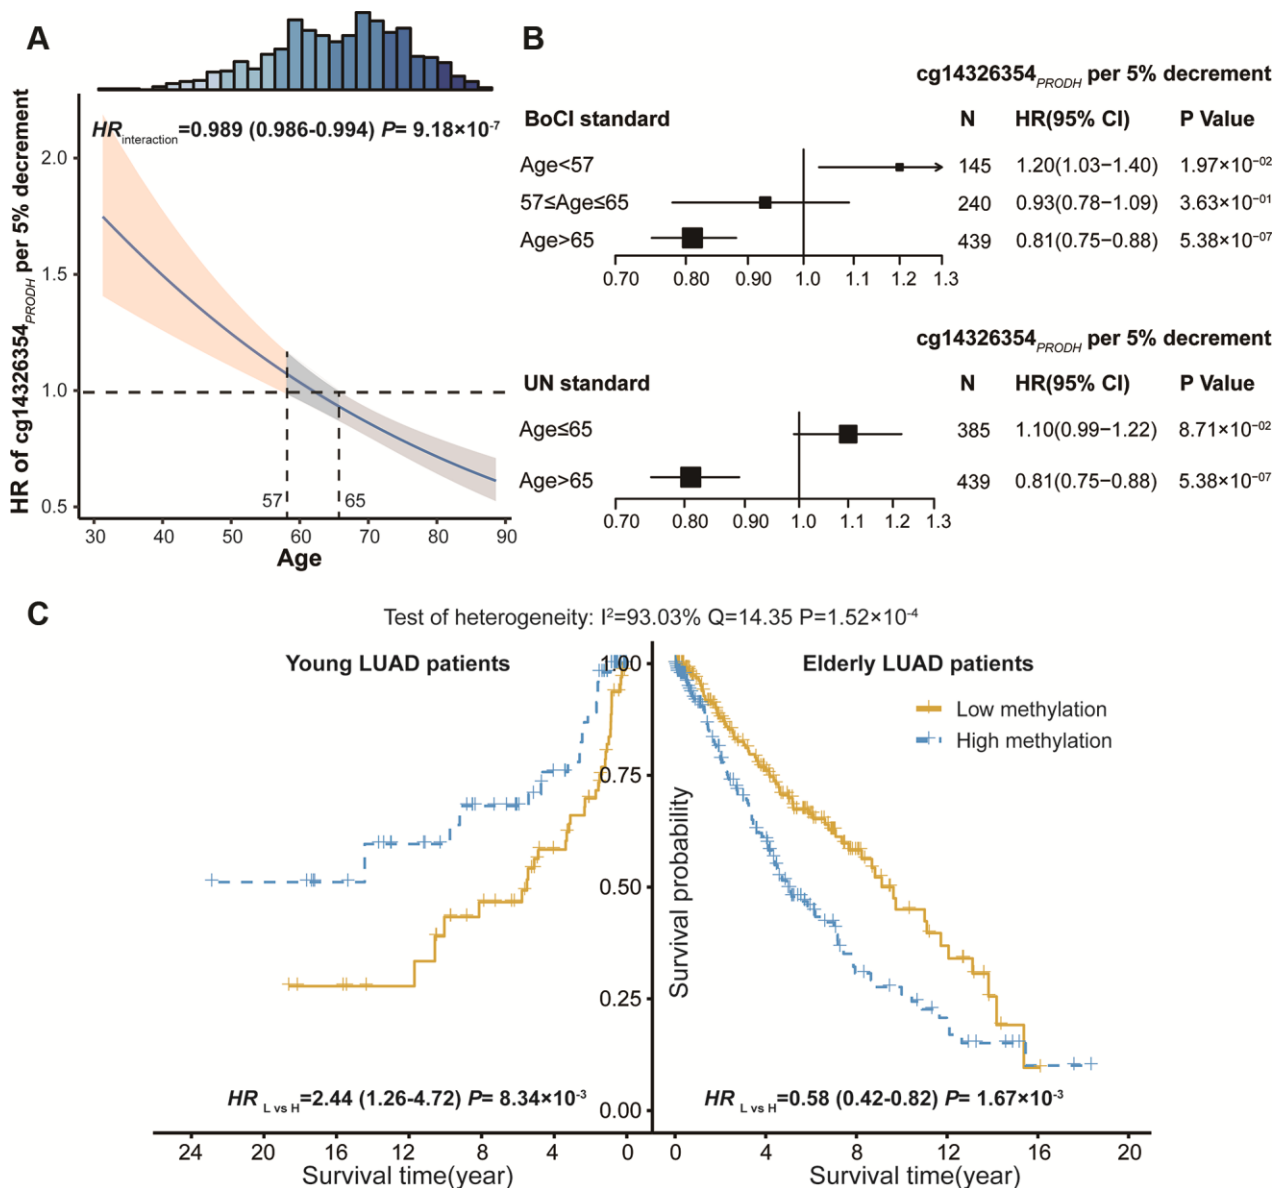 A
HR interaction =0.989 (0.986-0.994) P= 9.18×10-7
HR of cg14326354PRODH per 5% decrement
2.0
1.5
1.0
0.5
57
65
30 40 50 60 70 80 90
Age
B
cg14326354PRODH per 5% decrement
BoCI standard N HR(95% CI) P Value
Age<57 145 1.20(1.03−1.40) 1.97×10−02
57≤Age≤65 240 0.93(0.78−1.09) 3.63×10−01
Age>65 439 0.81(0.75−0.88) 5.38×10−07
0.70 0.80 0.90 1.0 1.1 1.2 1.3
cg14326354PRODH per 5% decrement
UN standard N HR(95% CI) P Value
Age≤65 385 1.10(0.99−1.22) 8.71×10−02
Age>65 439 0.81(0.75−0.88) 5.38×10−07
0.70 0.80 0.90 1.0 1.1 1.2 1.3
C
Test of heterogeneity: I2=93.03% Q=14.35 P=1.52×10-4
Young LUAD patients
Elderly LUAD patients
Low methylation
High methylation
1.00
0.75
0.50
0.25
0.00
Survival probability
HR L vs H=2.44 (1.26-4.72) P= 8.34×10-3
HR L vs H=0.58 (0.42-0.82) P= 1.67×10-3
24 20 16 12 8 4 0
0 4 8 12 16 20
Survival time(year)
Survival time(year)